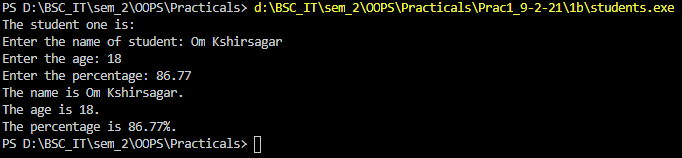 PS D:\BSC_IT\sem_2\OOPS\Practicals> d:\BSC_IT\sem_2\OOPS\Practicals\Prac1_9-2-21\1b\students.exe
The student one is:
Enter the name of student: Om Kshirsagar
Enter the age: 18
Enter the percentage: 86.77
The name is Om Kshirsagar.
The age is 18.
The percentage is 86.77%.
PS D:\BSC_IT\sem_2\OOPS\Practicals>